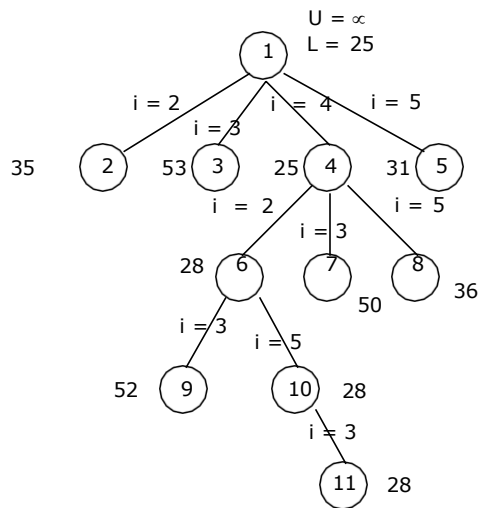 U = ∝
L = 25
1
i = 2
i = 3
i = 4
i = 5
35
2
53
3
25
4
31
5
i = 2
i = 3
i = 5
28
6
7
50
8
36
i = 3
i = 5
52
9
10
28
i = 3
11
28